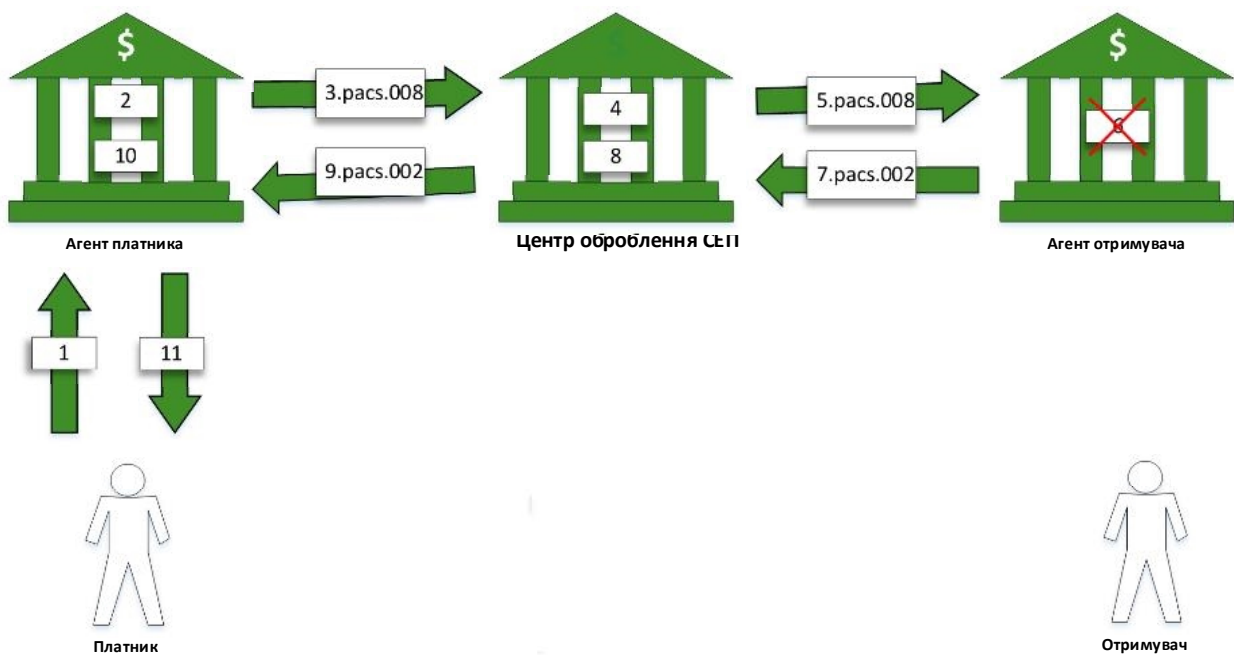 $
$
$
2
3.pacs.008
4
5.pacs.008
6
10
9.pacs.002
8
7.pacs.002
Агент платника
Центр оброблення СЕП
Агент отримувача
1
11
Платник
Отримувач